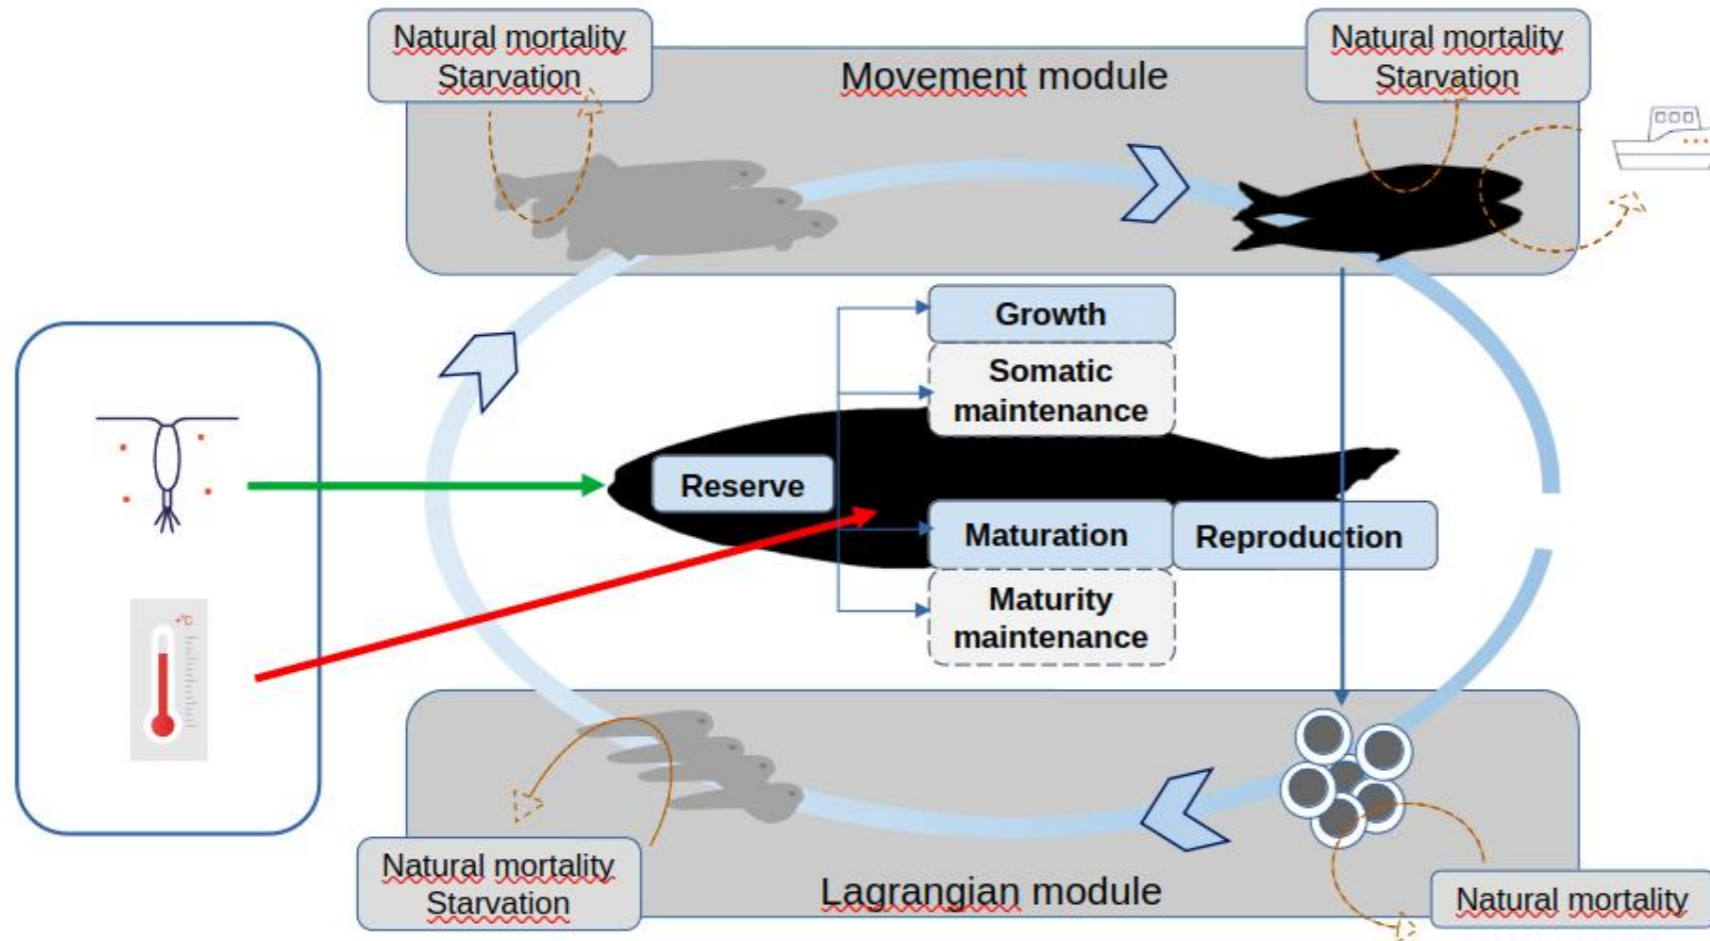 Natural mortality
Starvation
Movement module
Natural mortality
Starvation
Growth
Somatic
maintenance
Reserve
Maturation
Reproduction
Maturity
maintenance
+°C
Natural mortality
Starvation
Lagrangian module
Natural mortality